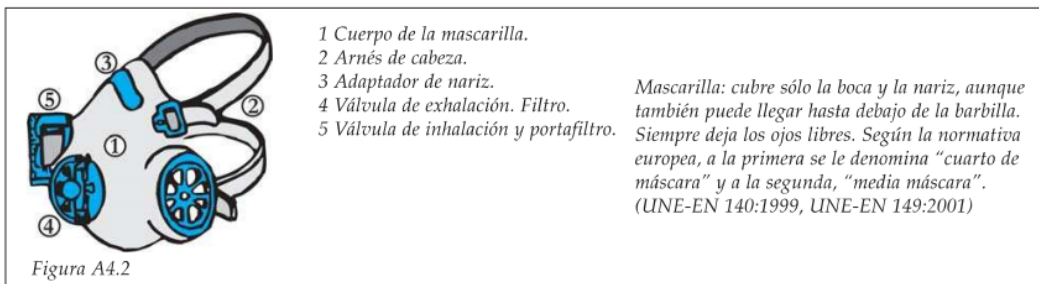 1 Cuerpo de la mascarilla.
2 Arnés de cabeza.
3 Adaptador de nariz.
4 Válvula de exhalación. Filtro.
5 Válvula de inhalación y portafiltro.
Mascarilla: cubre sólo la boca y la nariz, aunque
también puede llegar hasta debajo de la barbilla.
Siempre deja los ojos libres. Según la normativa
europea, a la primera se le denomina “cuarto de
máscara” y a la segunda, “media máscara”.
(UNE-EN 140:1999, UNE-EN 149:2001)
3
5
2
1
4
Figura A4.2